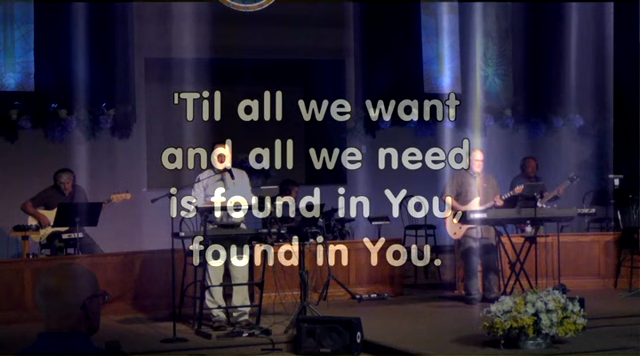 'Til all we want
and all we need
is found in You,
found in You.